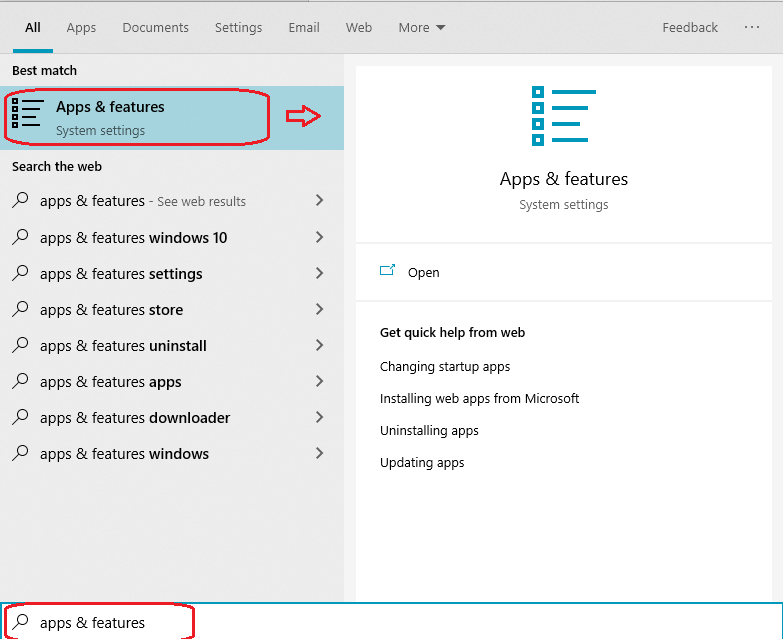 All Apps Documents Settings Email Web More Feedback ...
Best match
Apps & features
System settings
Search the web
apps & features - See web results
apps & features windows 10
apps & features settings
apps & features store
apps & features uninstall
apps & features apps
apps & features downloader
apps & features windows
Apps & features
System settings
Open
Get quick help from web
Changing startup apps
Installing web apps from Microsoft
Uninstalling apps
Updating apps
apps & features